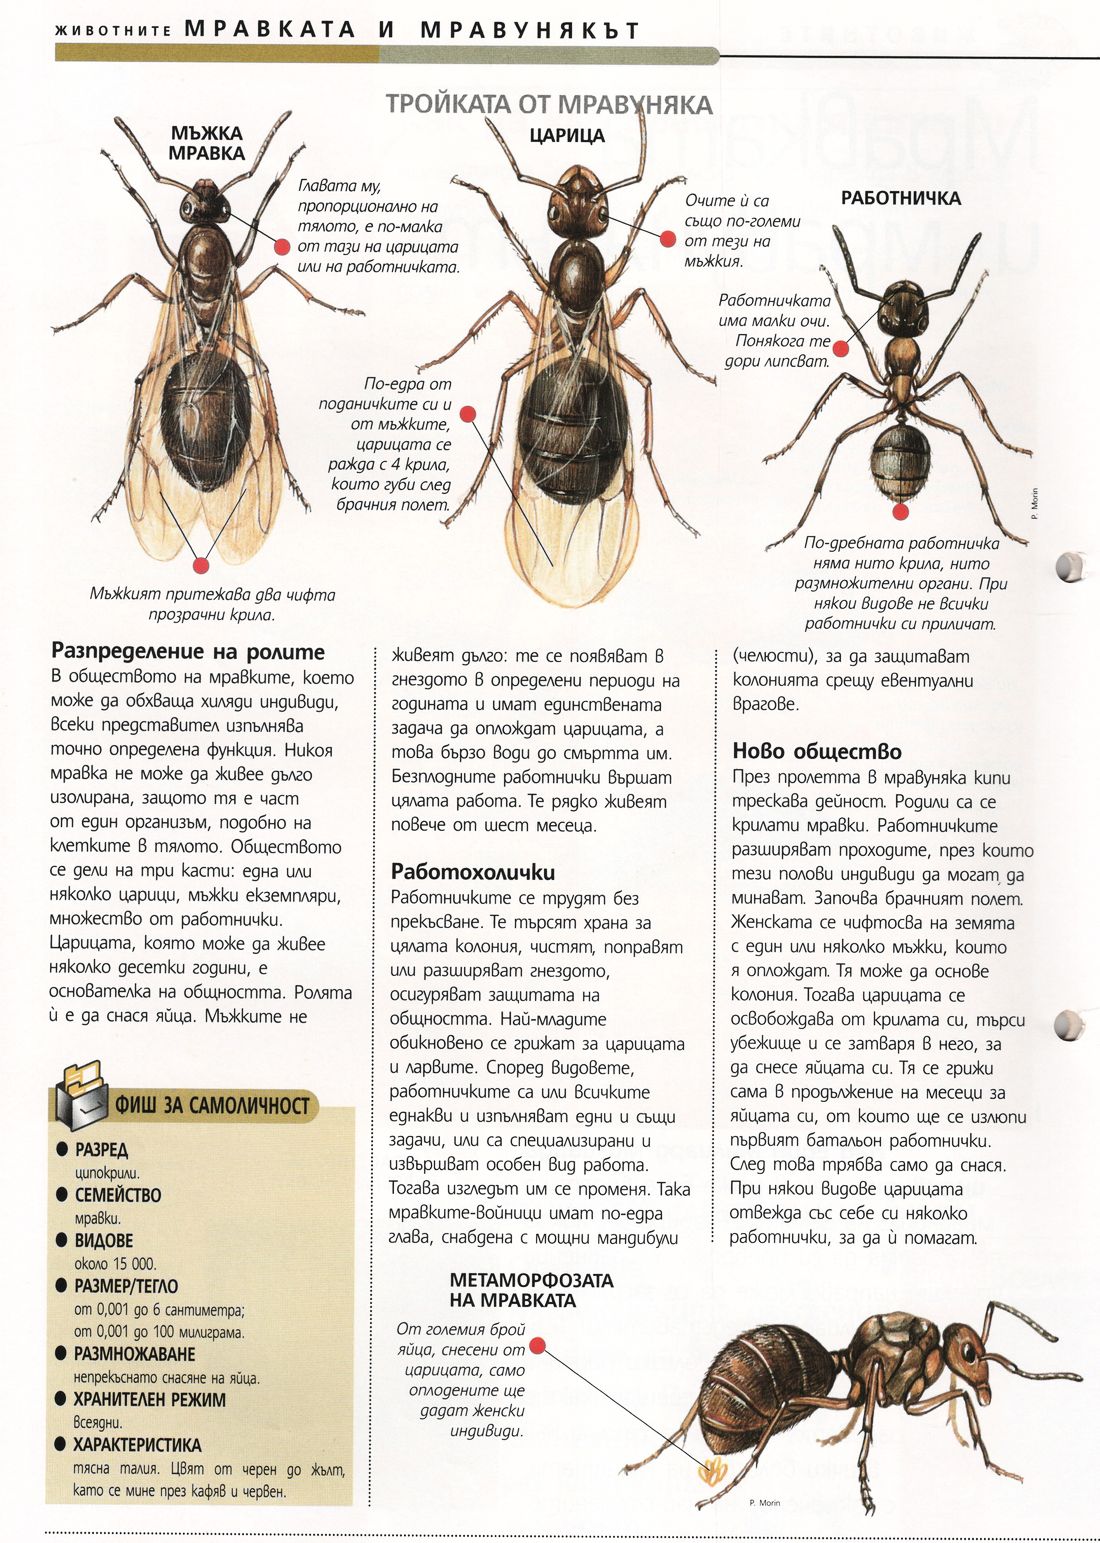 ЖИВОТНИТЕ МРАВКАТА И МРАВУНЯКЪТ
ТРОЙКАТА ОТ МРАВУНЯКА
МЪЖКА
МРАВКА
Главата му,
пропорционално на
тялото, е по-малка
от тази на царицата
или на работничката.
Мъжкият притежава два чифта
прозрачни крила.
ЦАРИЦА
Очите ѝ са
също по-големи
от тези на
мъжкия.
По-едра от
поданичките си и
от мъжките,
царицата се
ражда с 4 крила,
които губи след
брачния полет.
РАБОТНИЧКА
Работничката
има малки очи.
Понякога те
дори липсват.
По-дребната работничка
няма нито крила, нито
размножителни органи. При
някои видове не всички
работнички си приличат.
P. Morin
Разпределение на ролите
В обществото на мравките, което
може да обхваща хиляди индивиди,
всеки представител изпълнява
точно определена функция. Никоя
мравка не може да живее дълго
изолирана, защото тя е част
от един организъм, подобно на
клетките в тялото. Обществото
се дели на три касти: една или
няколко царици, мъжки екземпляри,
множество от работнички.
Царицата, която може да живее
няколко десетки години, е
основателка на общността. Ролята
ѝ е да снася яйца. Мъжките не
живеят дълго: те се появяват в
гнездото в определени периоди на
годината и имат единствената
задача да оплождат царицата, а
това бързо води до смъртта им.
Безплодните работнички вършат
цялата работа. Те рядко живеят
повече от шест месеца.
Работохолички
Работничките се трудят без
прекъсване. Те търсят храна за
цялата колония, чистят, поправят
или разширяват гнездото,
осигуряват защитата на
общността. Най-младите
обикновено се грижат за царицата
и ларвите. Според видовете,
работничките са или всичките
еднакви и изпълняват едни и същи
задачи, или са специализирани и
извършват особен вид работа.
Тогава изгледът им се променя. Така
мравките-войници имат по-едра
глава, снабдена с мощни мандибули
(челюсти), за да защитават
колонията срещу евентуални
врагове.
Ново общество
През пролетта в мравуняка кипи
трескава дейност. Родили са се
крилати мравки. Работничките
разширяват проходите, през които
тези полови индивиди да могат да
минават. Започва брачният полет.
Женската се чифтосва на земята
с един или няколко мъжки, които
я оплождат. Тя може да основе
колония. Тогава царицата се
освобождава от крилата си, търси
убежище и се затваря в него, за
да снесе яйцата си. Тя се грижи
сама в продължение на месеци за
яйцата си, от които ще се излюпи
първият батальон работнички.
След това трябва само да снася.
При някои видове царицата
отвежда със себе си няколко
работнички, за да ѝ помагат.
ФИШ ЗА САМОЛИЧНОСТ
● РАЗРЕД
ципокрили.
● СЕМЕЙСТВО
мравки.
● ВИДОВЕ
около 15 000.
● РАЗМЕР/ТЕГЛО
от 0,001 до 6 сантиметра;
от 0,001 до 100 милиграма.
● РАЗМНОЖАВАНЕ
непрекъснато снасяне на яйца.
● ХРАНИТЕЛЕН РЕЖИМ
всеядни.
● ХАРАКТЕРИСТИКА
тясна талия. Цвят от черен до жълт,
като се мине през кафяв и червен.
МЕТАМОРФОЗАТА
НА МРАВКАТА
От големия брой
яйца, снесени от
царицата, само
оплодените ще
дадат женски
индивиди.
P. Morin